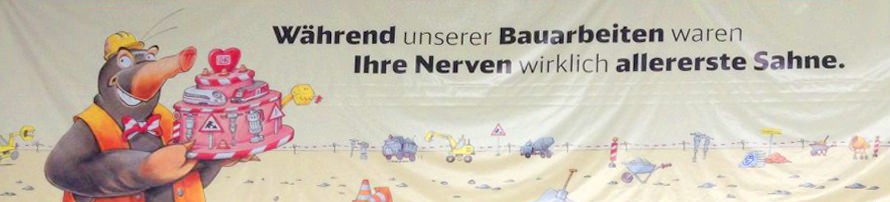 Während unserer Bauarbeiten waren
Ihre Nerven wirklich allererste Sahne.